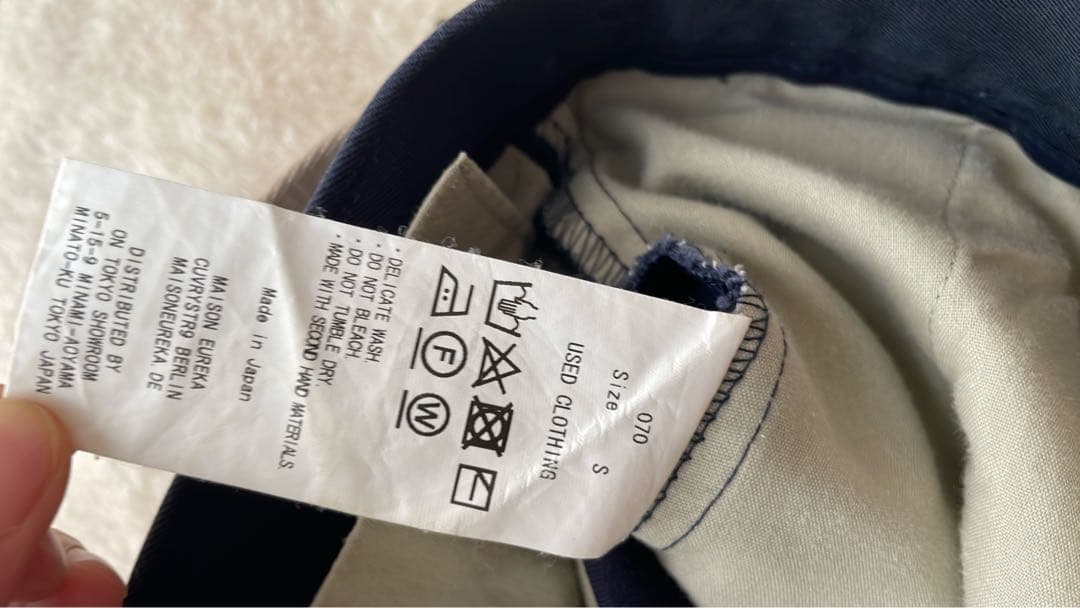 070
Size S
USED CLOTHING
F
W
・DELICATE WASH.
・DO NOT BLEACH.
・DO NOT TUMBLE DRY.
・MADE WITH SECOND HAND MATERIALS
Made in Japan
MAISON EUREKA
CUVRYSTR9 BERLIN
MAISONEUREKA.DE
DISTRIBUTED BY
ON TOKYO SHOWROOM
5-15-9 MINAMI-AOYAMA
MINATO-KU TOKYO JAPAN